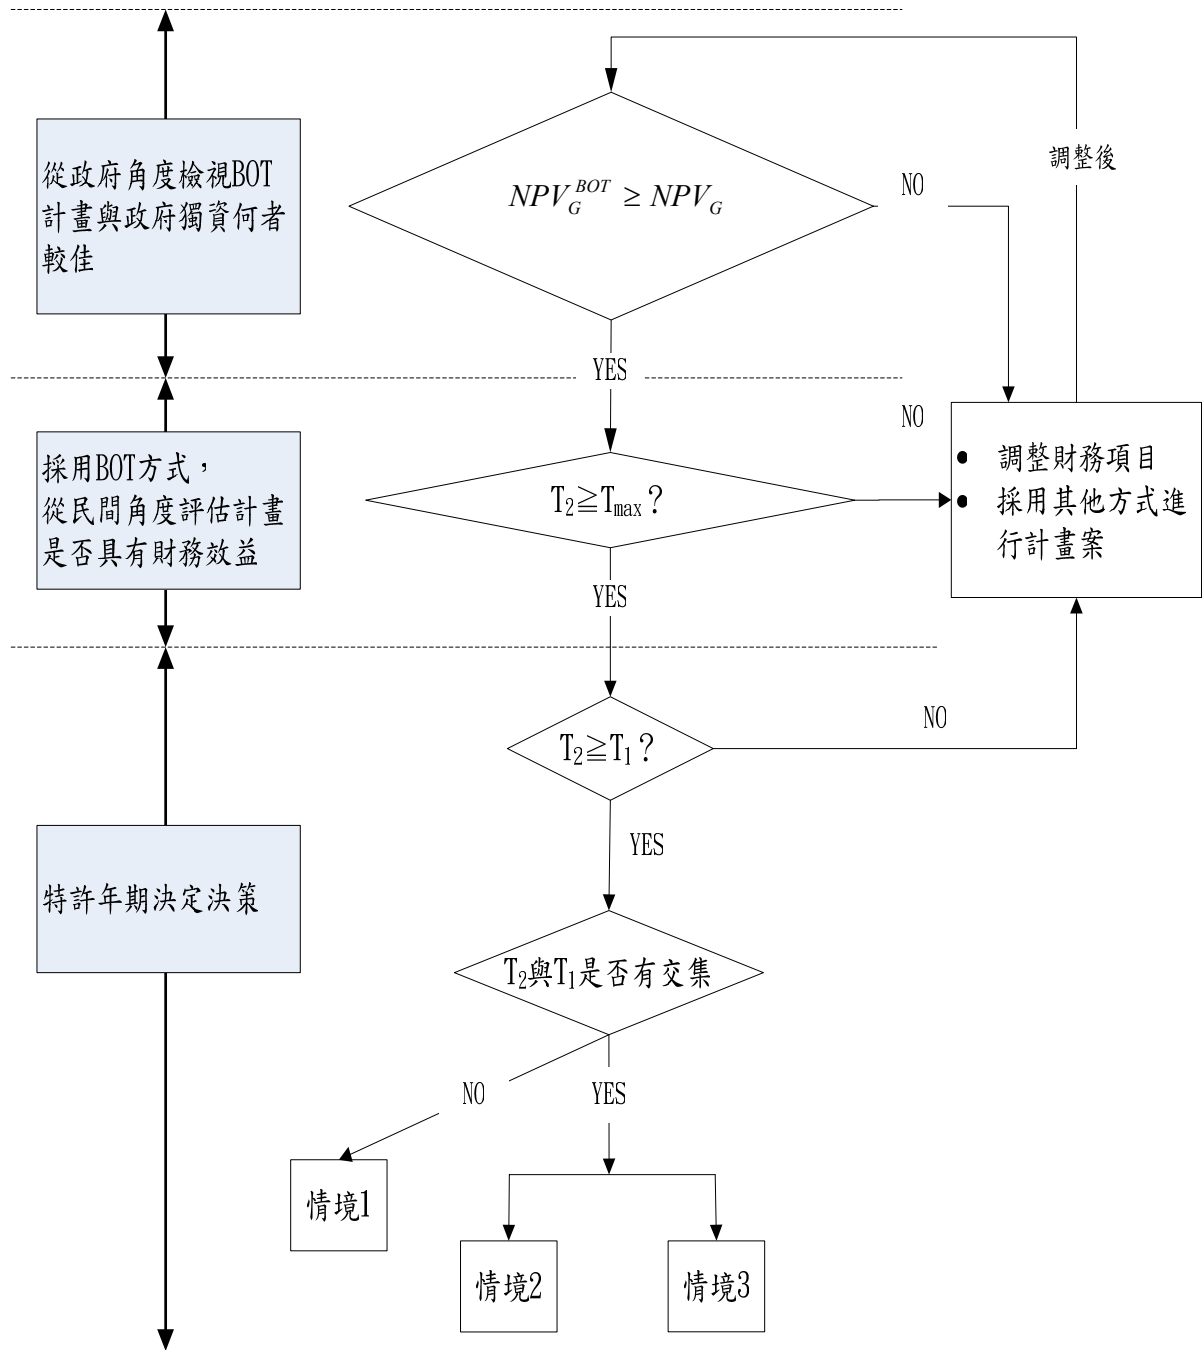 從政府角度檢視BOT
計畫與政府獨資何者
較佳
NPV_G^{BOT} ≥ NPV_G
NO
調整後
YES
採用BOT方式，
從民間角度評估計畫
是否具有財務效益
T₂≧T_{max}？
NO
• 調整財務項目
• 採用其他方式進
行計畫案
YES
T₂≧T₁？
NO
YES
特許年期決定決策
T₂與T₁是否有交集
NO
YES
情境1
情境2
情境3